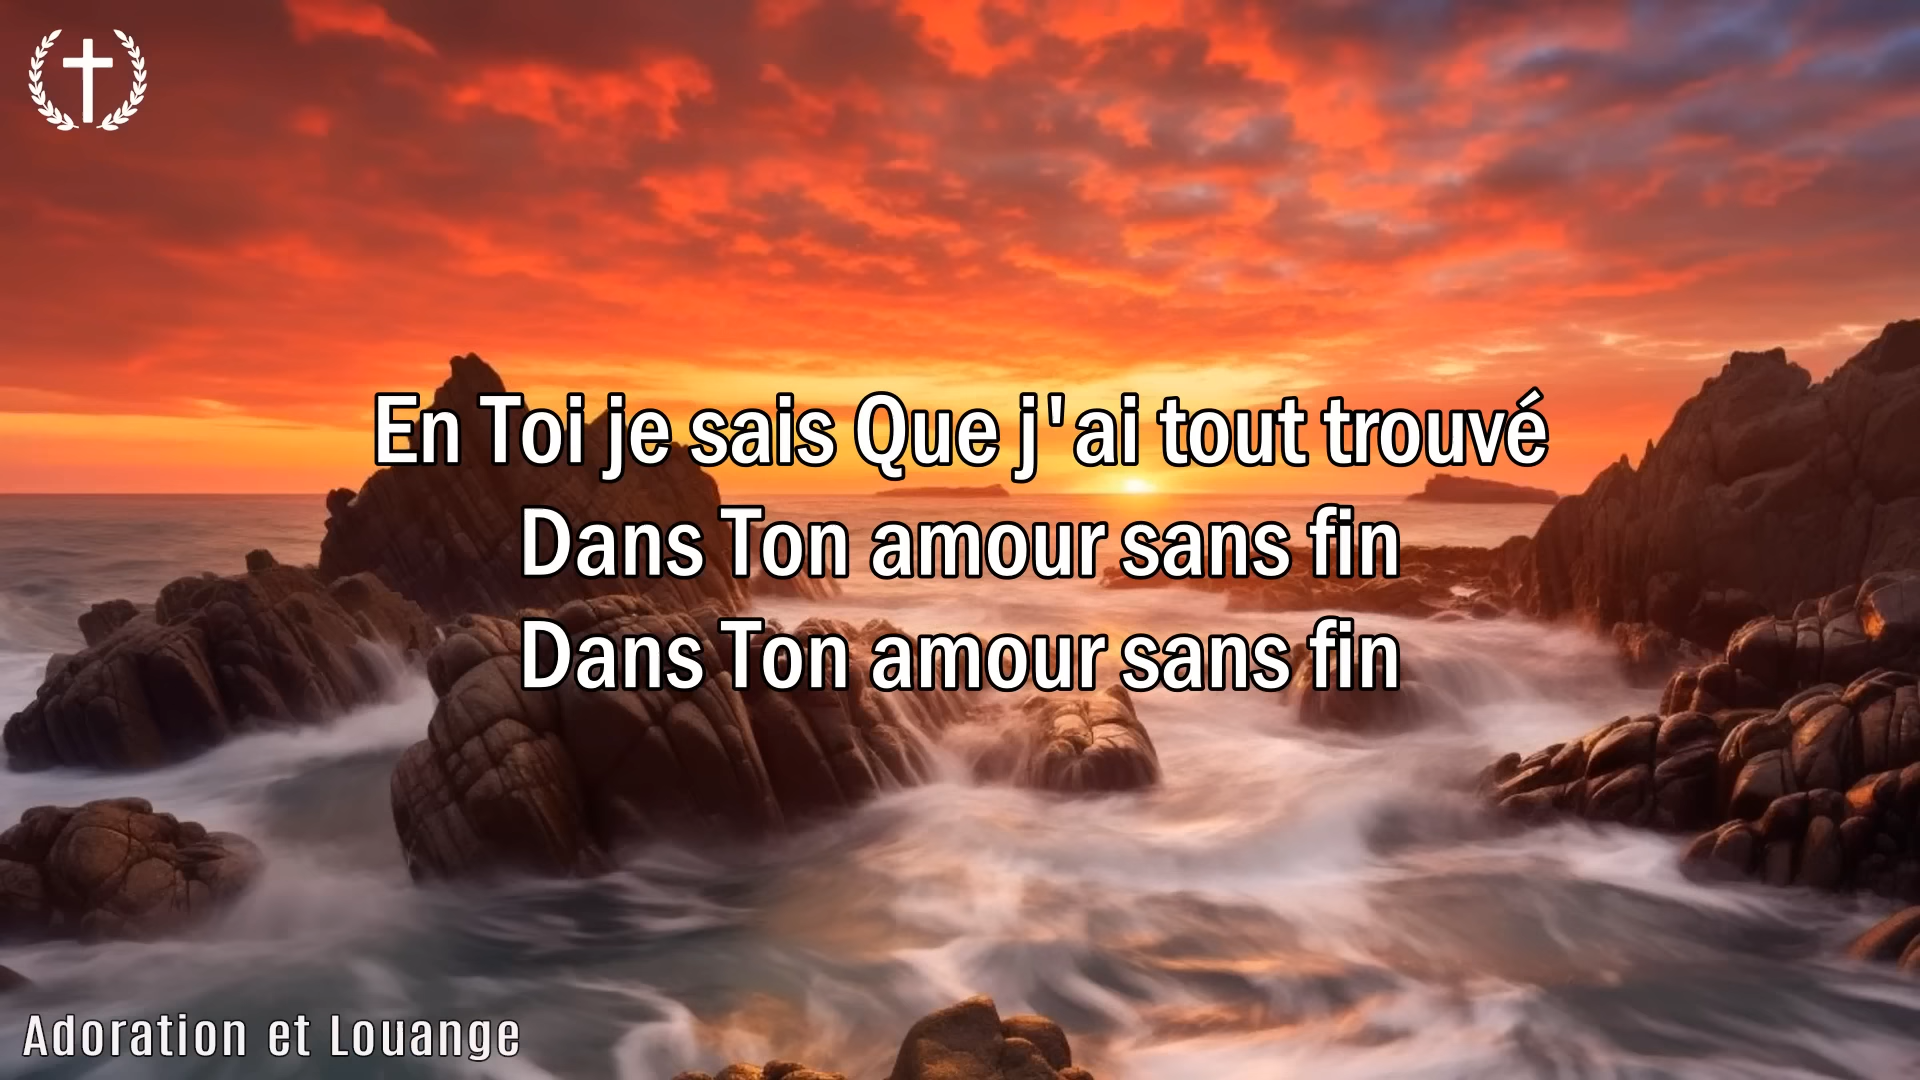 En Toi je sais Que j'ai tout trouvé
Dans Ton amour sans fin
Dans Ton amour sans fin
Adoration et Louange